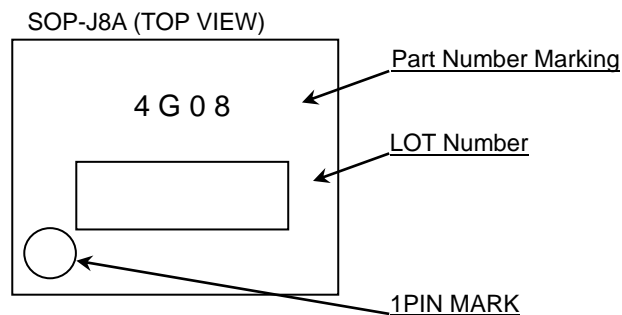 SOP-J8A (TOP VIEW)
Part Number Marking
4 G 0 8
LOT Number
1PIN MARK